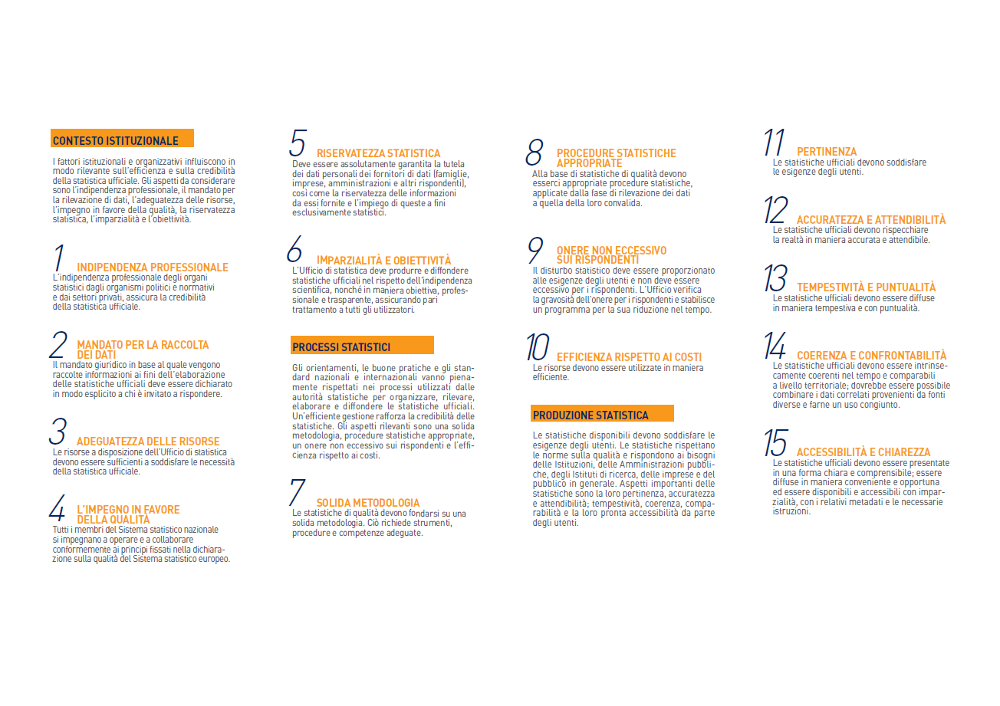 CONTESTO ISTITUZIONALE
I fattori istituzionali e organizzativi influiscono in
modo rilevante sull'efficienza e sulla credibilità
della statistica ufficiale. Gli aspetti da considerare
sono l'indipendenza professionale, il mandato per
la rilevazione di dati, l'adeguatezza delle risorse,
l'impegno in favore della qualità, la riservatezza
statistica, l'imparzialità e l'obiettività.
1 INDIPENDENZA PROFESSIONALE
L'indipendenza professionale degli organi
statistici dagli organismi politici e normativi
e dai settori privati, assicura la credibilità
della statistica ufficiale.
2 MANDATO PER LA RACCOLTA
DEI DATI
Il mandato giuridico in base al quale vengono
raccolte informazioni ai fini dell'elaborazione
delle statistiche ufficiali deve essere dichiarato
in modo esplicito a chi è invitato a rispondere.
3 ADEGUATEZZA DELLE RISORSE
Le risorse a disposizione dell'Ufficio di statistica
devono essere sufficienti a soddisfare le necessità
della statistica ufficiale.
4 L'IMPEGNO IN FAVORE
DELLA QUALITÀ
Tutti i membri del Sistema statistico nazionale
si impegnano a operare e a collaborare
conformemente ai principi fissati nella dichiara-
zione sulla qualità del Sistema statistico europeo.
5 RISERVATEZZA STATISTICA
Deve essere assolutamente garantita la tutela
dei dati personali dei fornitori di dati (famiglie,
imprese, amministrazioni e altri rispondenti),
così come la riservatezza delle informazioni
da essi fornite e l'impiego di queste a fini
esclusivamente statistici.
6 IMPARZIALITÀ E OBIETTIVITÀ
L'Ufficio di statistica deve produrre e diffondere
statistiche ufficiali nel rispetto dell'indipendenza
scientifica, nonché in maniera obiettiva, profes-
sionale e trasparente, assicurando pari
trattamento a tutti gli utilizzatori.
PROCESSI STATISTICI
Gli orientamenti, le buone pratiche e gli stan-
dard nazionali e internazionali vanno piena-
mente rispettati nei processi utilizzati dalle
autorità statistiche per organizzare, rilevare,
elaborare e diffondere le statistiche ufficiali.
Un'efficiente gestione rafforza la credibilità delle
statistiche. Gli aspetti rilevanti sono una solida
metodologia, procedure statistiche appropriate,
un onere non eccessivo sui rispondenti e l'effi-
cienza rispetto ai costi.
7 SOLIDA METODOLOGIA
Le statistiche di qualità devono fondarsi su una
solida metodologia. Ciò richiede strumenti,
procedure e competenze adeguate.
8 PROCEDURE STATISTICHE
APPROPRIATE
Alla base di statistiche di qualità devono
esserci appropriate procedure statistiche,
applicate dalla fase di rilevazione dei dati
a quella della loro convalida.
9 ONERE NON ECCESSIVO
SUI RISPONDENTI
Il disturbo statistico deve essere proporzionato
alle esigenze degli utenti e non deve essere
eccessivo per i rispondenti. L'Ufficio verifica
la gravosità dell'onere per i rispondenti e stabilisce
un programma per la sua riduzione nel tempo.
10 EFFICIENZA RISPETTO AI COSTI
Le risorse devono essere utilizzate in maniera
efficiente.
PRODUZIONE STATISTICA
Le statistiche disponibili devono soddisfare le
esigenze degli utenti. Le statistiche rispettano
le norme sulla qualità e rispondono ai bisogni
delle Istituzioni, delle Amministrazioni pubbli-
che, degli Istituti di ricerca, delle imprese e del
pubblico in generale. Aspetti importanti delle
statistiche sono la loro pertinenza, accuratezza
e attendibilità; tempestività, coerenza, compa-
rabilità e la loro pronta accessibilità da parte
degli utenti.
11 PERTINENZA
Le statistiche ufficiali devono soddisfare
le esigenze degli utenti.
12 ACCURATEZZA E ATTENDIBILITÀ
Le statistiche ufficiali devono rispecchiare
la realtà in maniera accurata e attendibile.
13 TEMPESTIVITÀ E PUNTUALITÀ
Le statistiche ufficiali devono essere diffuse
in maniera tempestiva e con puntualità.
14 COERENZA E CONFRONTABILITÀ
Le statistiche ufficiali devono essere intrinse-
camente coerenti nel tempo e comparabili
a livello territoriale; dovrebbe essere possibile
combinare i dati correlati provenienti da fonti
diverse e farne un uso congiunto.
15 ACCESSIBILITÀ E CHIAREZZA
Le statistiche ufficiali devono essere presentate
in una forma chiara e comprensibile; essere
diffuse in maniera conveniente e opportuna
ed essere disponibili e accessibili con impar-
zialità, con i relativi metadati e le necessarie
istruzioni.